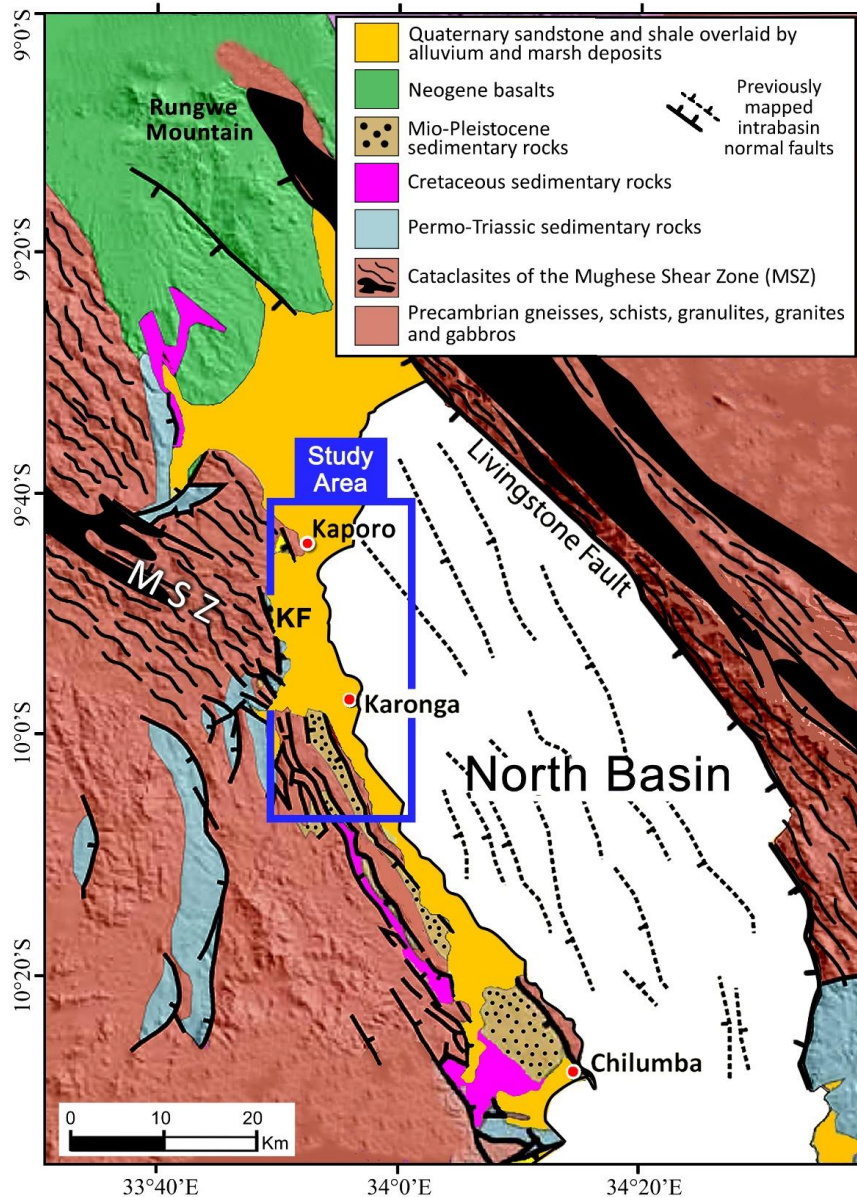 9°0'S
9°20'S
9°40'S
10°0'S
10°20'S
Rungwe
Mountain
Quaternary sandstone and shale overlaid by
alluvium and marsh deposits
Neogene basalts
Mio-Pleistocene
sedimentary rocks
Cretaceous sedimentary rocks
Permo-Triassic sedimentary rocks
Cataclasites of the Mughese Shear Zone (MSZ)
Precambrian gneisses, schists, granulites, granites
and gabbros
Previously
mapped
intrabasin
normal faults
Livingstone Fault
Study
Area
Kaporo
MSZ
KF
Karonga
North Basin
Chilumba
0 10 20
Km
33°40'E
34°0'E
34°20'E